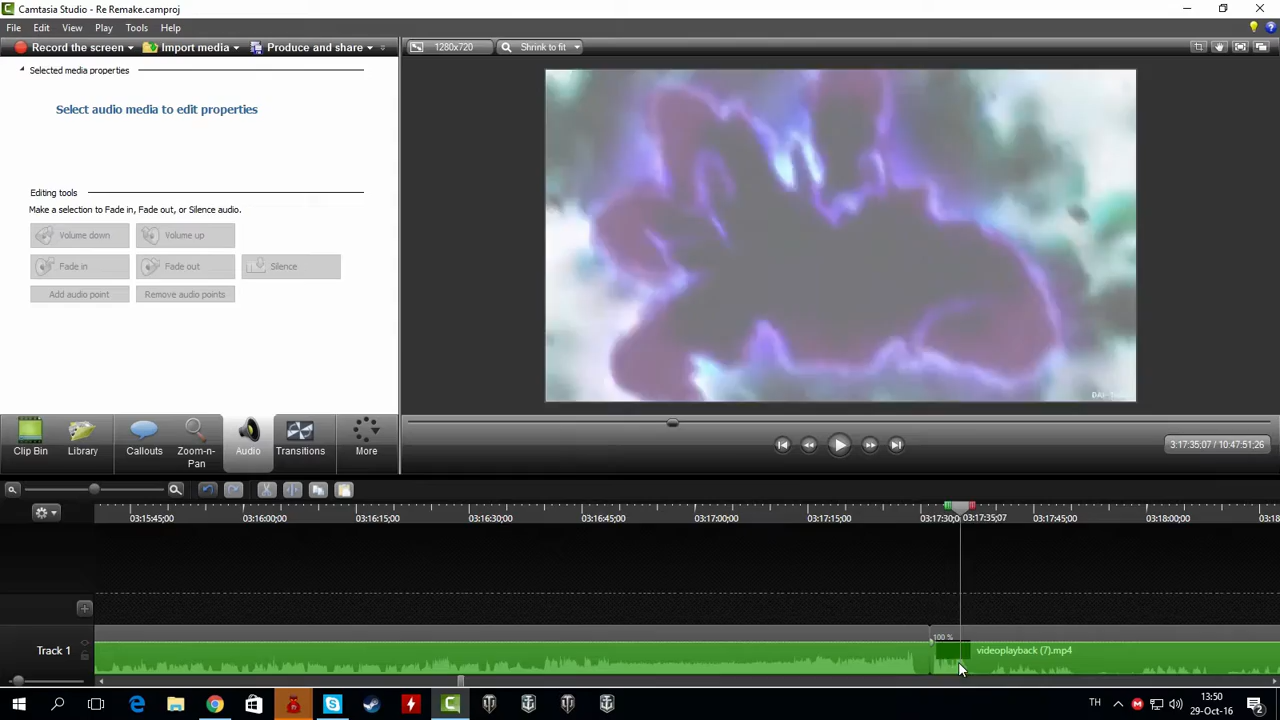 Camtasia Studio - Re Remake.camproj
File Edit View Play Tools Help
Record the screen Import media Produce and share
1280x720 Shrink to fit
Selected media properties
Select audio media to edit properties
Editing tools
Make a selection to Fade in, Fade out, or Silence audio.
Volume down Volume up
Fade in Fade out Silence
Add audio point Remove audio points
Clip Bin Library Callouts Zoom-n-Pan Audio Transitions More
3:17:35;07 / 10:47:51;26
03:15:45;00 03:16:00;00 03:16:15;00 03:16:30;00 03:16:45;00 03:17:00;00 03:17:15;00 03:17:30;0 03:17:35;07 03:17:45;00 03:18:00;00 03:18
100 %
Track 1 videoplayback (7).mp4
TH 13:50
29-Oct-16
2